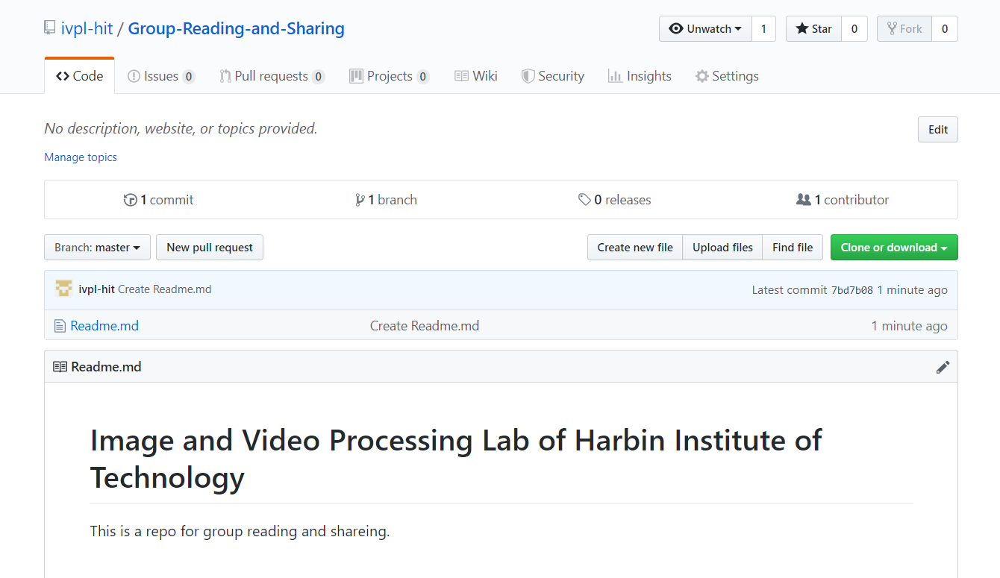 ivpl-hit / Group-Reading-and-Sharing Unwatch 1 Star 0 Fork 0
Code Issues 0 Pull requests 0 Projects 0 Wiki Security Insights Settings
No description, website, or topics provided. Edit
Manage topics
1 commit 1 branch 0 releases 1 contributor
Branch: master New pull request Create new file Upload files Find file Clone or download
ivpl-hit Create Readme.md Latest commit 7bd7b08 1 minute ago
Readme.md Create Readme.md 1 minute ago
Readme.md
Image and Video Processing Lab of Harbin Institute of
Technology
This is a repo for group reading and shareing.